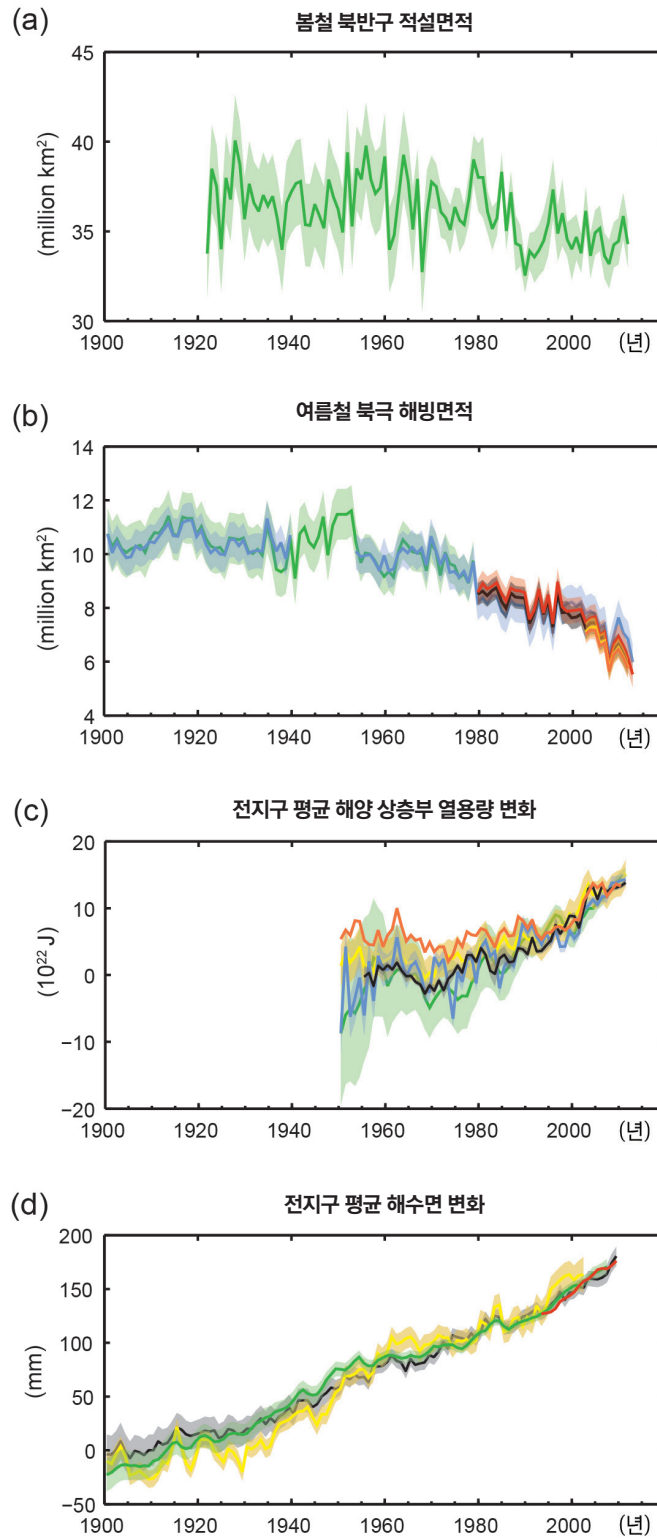 (a)
봄철 북반구 적설면적
(million km²)
45
40
35
30
1900 1920 1940 1960 1980 2000 (년)
(b)
여름철 북극 해빙면적
(million km²)
14
12
10
8
6
4
1900 1920 1940 1960 1980 2000 (년)
(c)
전지구 평균 해양 상층부 열용량 변화
(10²² J)
20
10
0
−10
−20
1900 1920 1940 1960 1980 2000 (년)
(d)
전지구 평균 해수면 변화
(mm)
200
150
100
50
0
−50
1900 1920 1940 1960 1980 2000 (년)